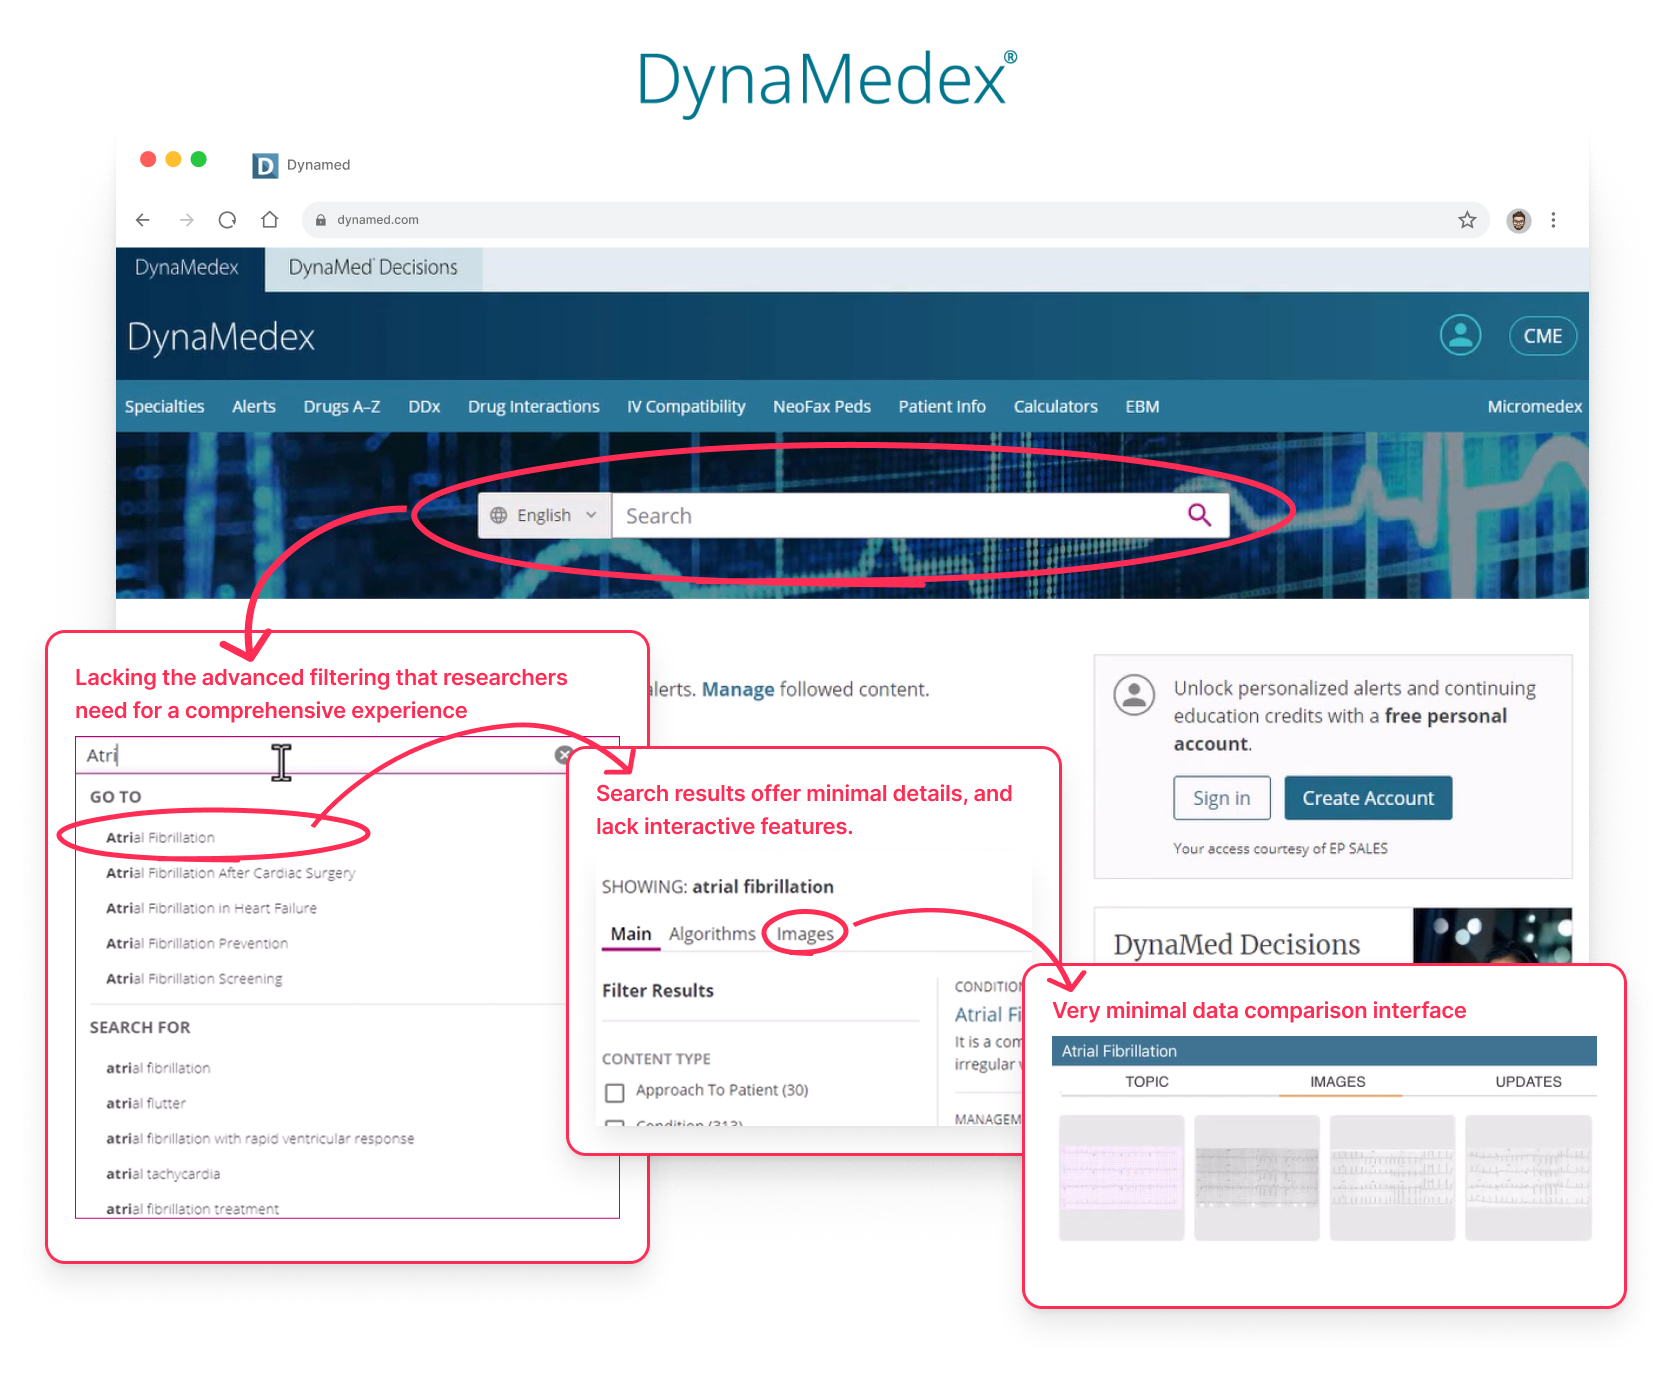 DynaMedex®
Dynamed
dynamed.com
DynaMedex
DynaMed® Decisions
DynaMedex
CME
Specialties
Alerts
Drugs A–Z
DDx
Drug Interactions
IV Compatibility
NeoFax Peds
Patient Info
Calculators
EBM
Micromedex
English
Search
Lacking the advanced filtering that researchers
need for a comprehensive experience
Atri
GO TO
Atrial Fibrillation
Atrial Fibrillation After Cardiac Surgery
Atrial Fibrillation in Heart Failure
Atrial Fibrillation Prevention
Atrial Fibrillation Screening
SEARCH FOR
atrial fibrillation
atrial flutter
atrial fibrillation with rapid ventricular response
atrial tachycardia
atrial fibrillation treatment
alerts. Manage followed content.
Search results offer minimal details, and
lack interactive features.
SHOWING: atrial fibrillation
Main
Algorithms
Images
Filter Results
CONTENT TYPE
Approach To Patient (30)
Condition (313)
CONDITION
Atrial Fi
It is a com
irregular
MANAGEM
Unlock personalized alerts and continuing
education credits with a free personal
account.
Sign in
Create Account
Your access courtesy of EP SALES
DynaMed Decisions
Very minimal data comparison interface
Atrial Fibrillation
TOPIC
IMAGES
UPDATES